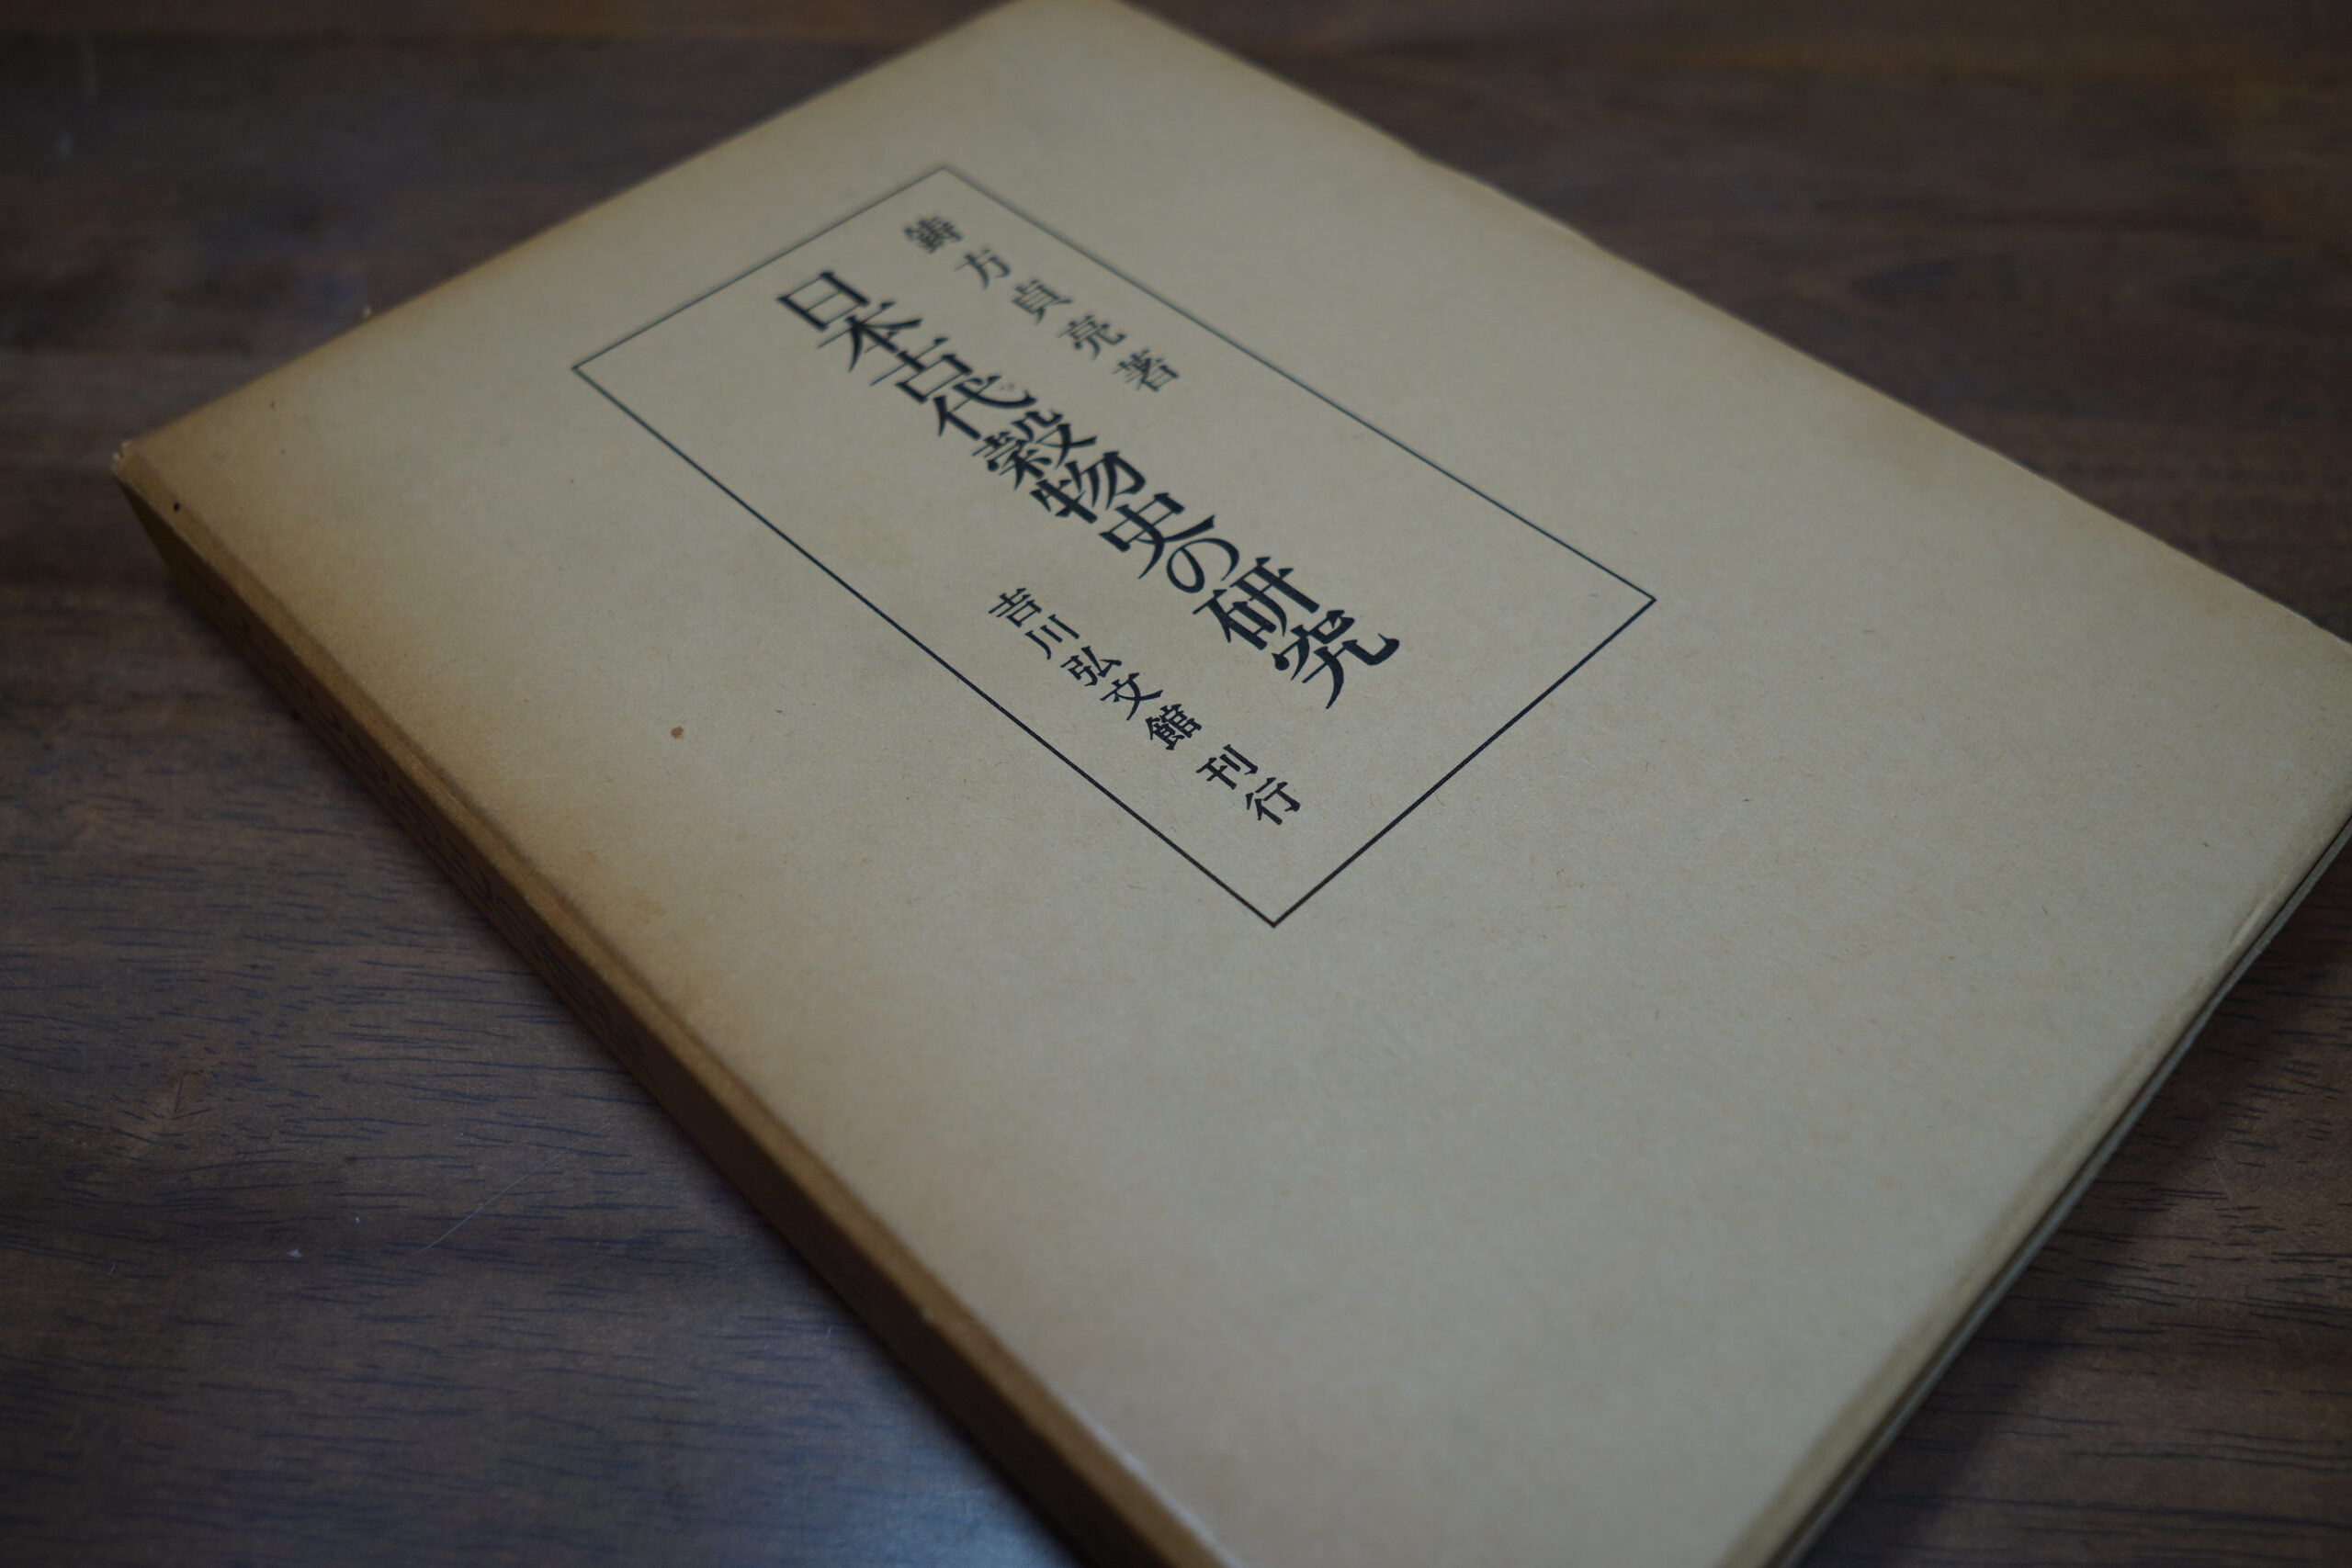 鋳方貞亮著
日本古代穀物史の研究
吉川弘文館 刊行